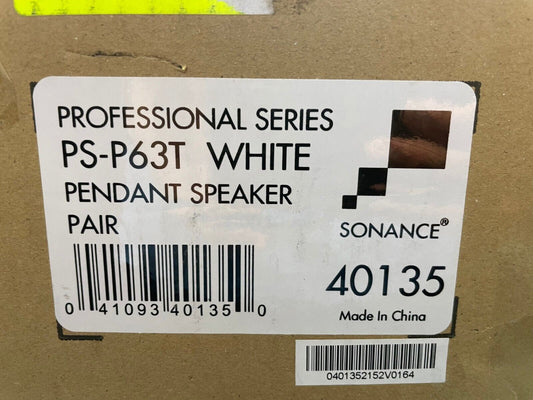 PROFESSIONAL SERIES
PS-P63T WHITE
PENDANT SPEAKER
PAIR
SONANCE®
0 41093 40135 0
40135
Made In China
0401352152V0164